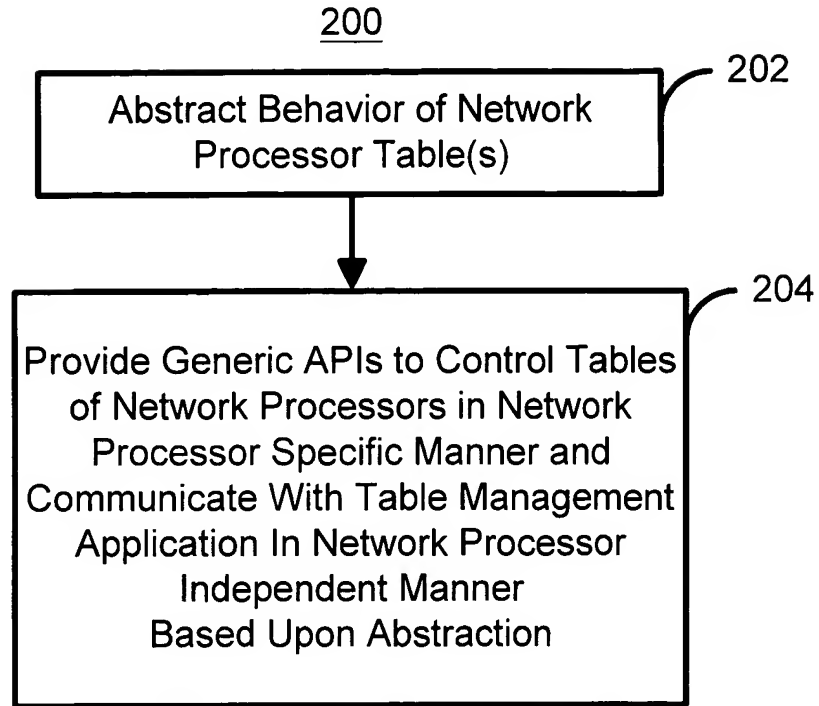 200
202
Abstract Behavior of Network
Processor Table(s)
204
Provide Generic APIs to Control Tables
of Network Processors in Network
Processor Specific Manner and
Communicate With Table Management
Application In Network Processor
Independent Manner
Based Upon Abstraction